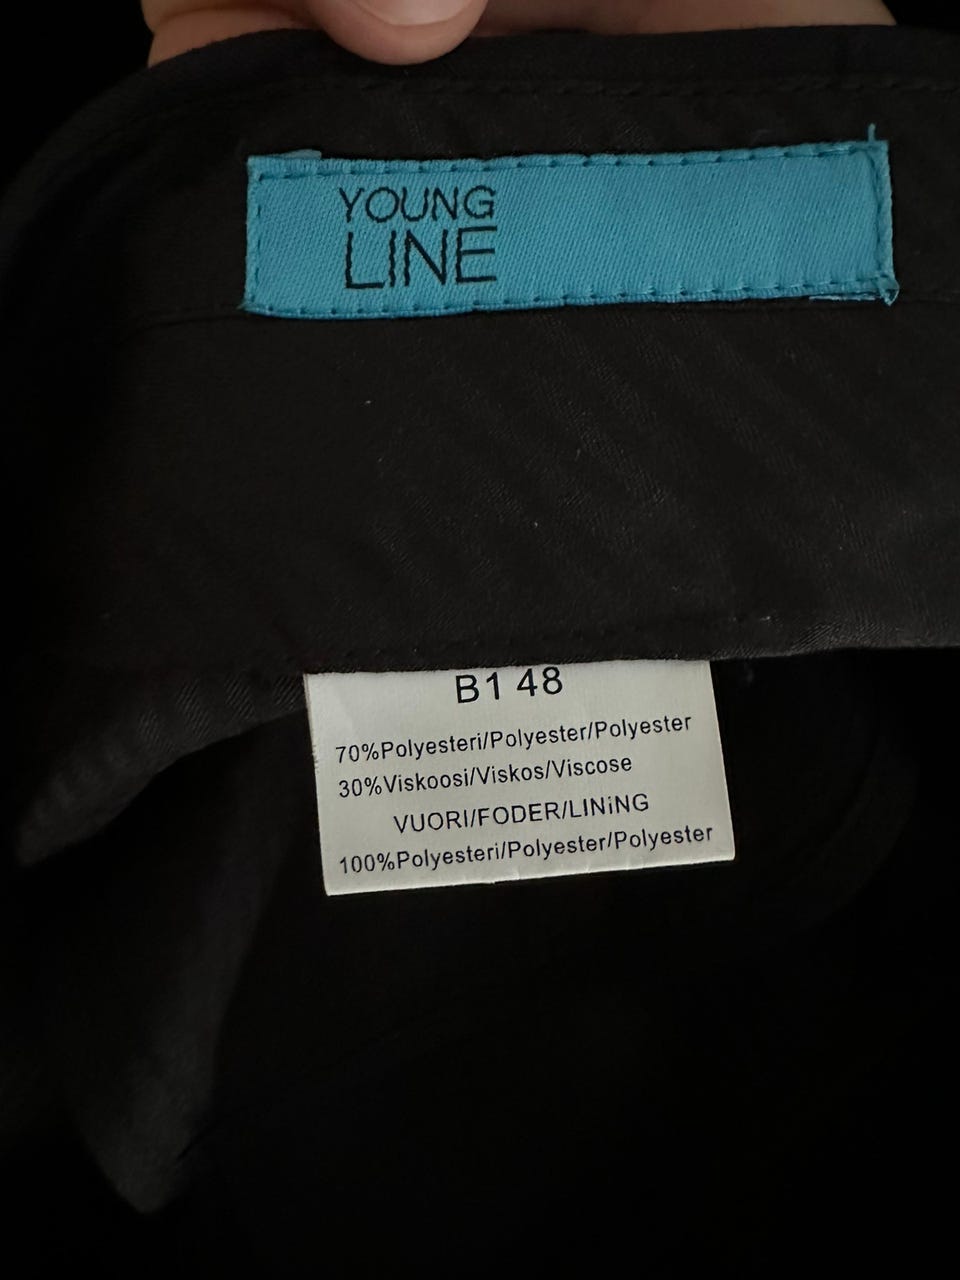 YOUNG
LINE
B1 48
70%Polyesteri/Polyester/Polyester
30%Viskoosi/Viskos/Viscose
VUORI/FODER/LINiNG
100%Polyesteri/Polyester/Polyester